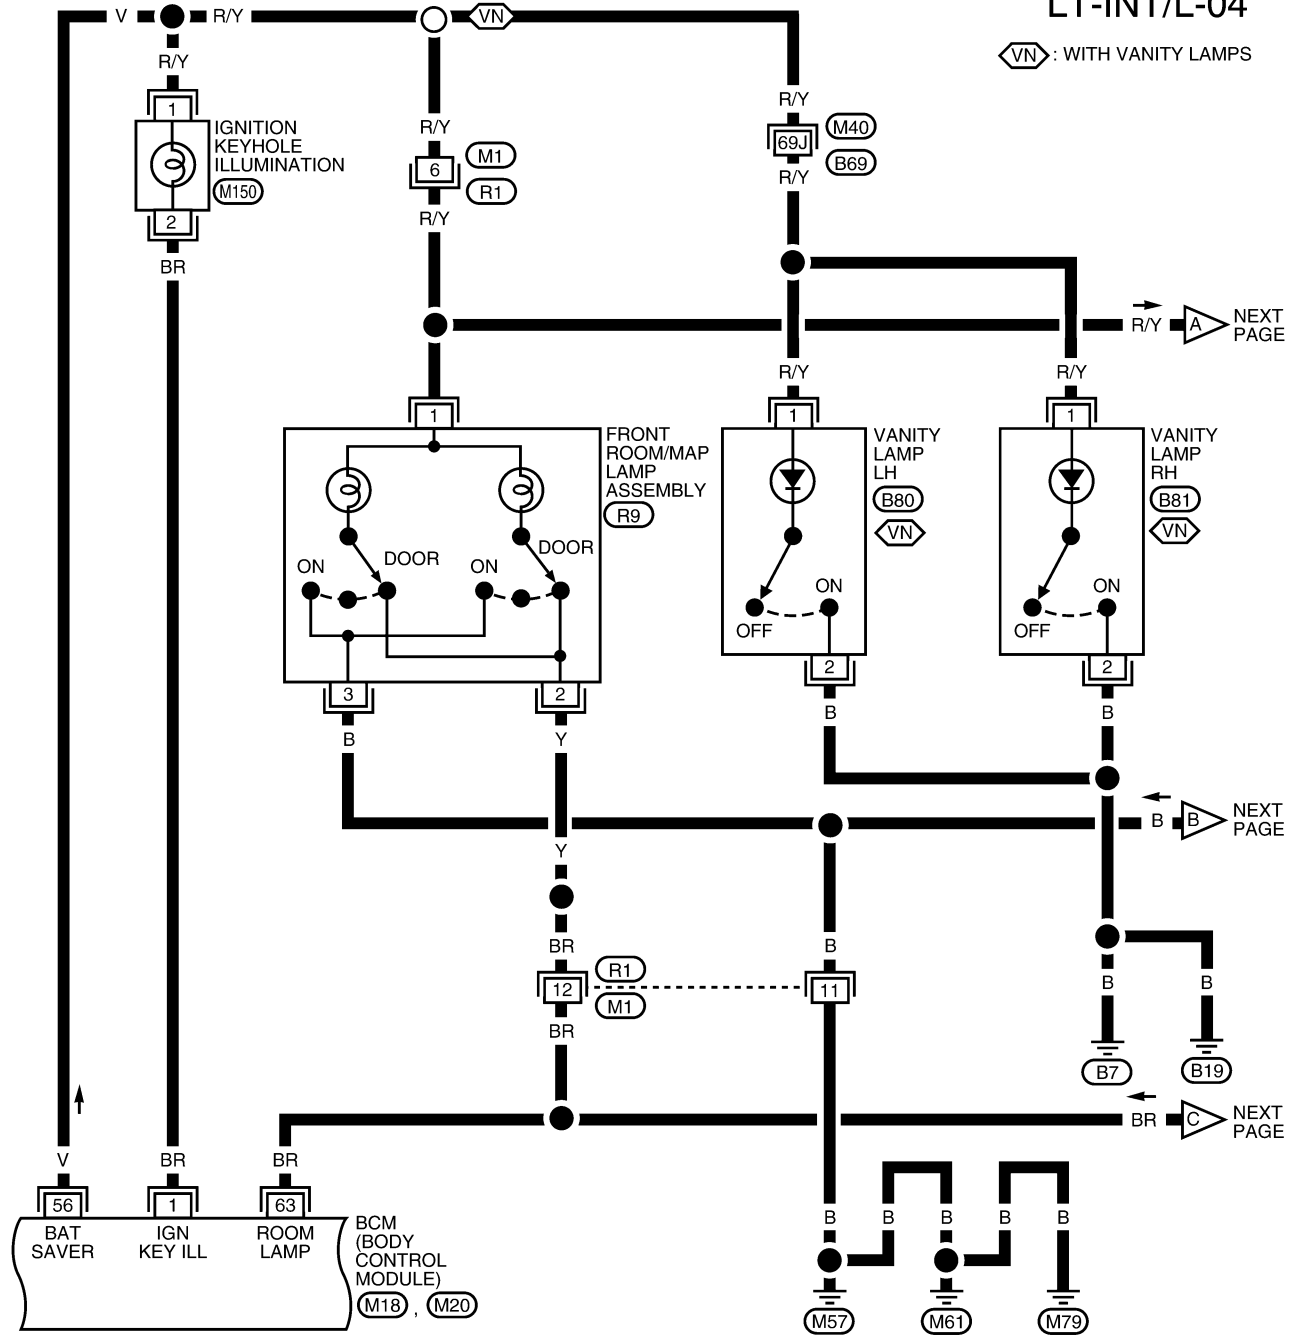 LT-INT/L-04
V
R/Y
VN
VN : WITH VANITY LAMPS
R/Y
R/Y
R/Y
1
IGNITION
KEYHOLE
ILLUMINATION
M150
2
BR
6
M1
R1
R/Y
69J
M40
B69
R/Y
R/Y
A
NEXT
PAGE
R/Y
R/Y
1
FRONT
ROOM/MAP
LAMP
ASSEMBLY
R9
ON
DOOR
ON
DOOR
3
2
1
VANITY
LAMP
LH
B80
VN
OFF
ON
2
1
VANITY
LAMP
RH
B81
VN
OFF
ON
2
B
Y
B
B
B
B
NEXT
PAGE
Y
BR
B
12
R1
M1
11
BR
B
B
B7
B19
BR
C
NEXT
PAGE
V
BR
BR
56
1
63
BAT
SAVER
IGN
KEY ILL
ROOM
LAMP
BCM
(BODY
CONTROL
MODULE)
M18 , M20
B
B
B
B
B
M57
M61
M79